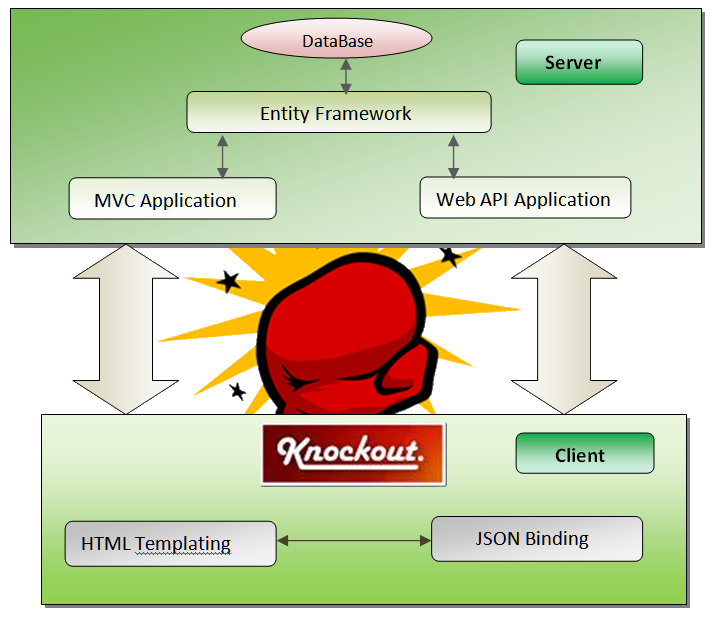 DataBase
Server
Entity Framework
MVC Application
Web API Application
Knockout.
Client
HTML Templating
JSON Binding